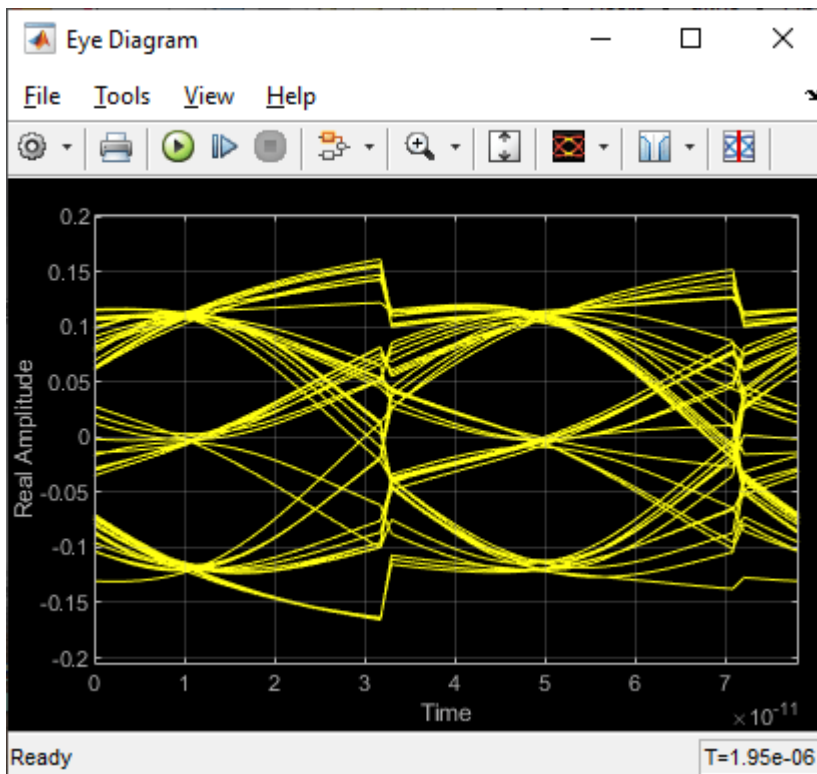 Eye Diagram
File Tools View Help
0.2
0.15
0.1
0.05
0
-0.05
-0.1
-0.15
-0.2
Real Amplitude
0 1 2 3 4 5 6 7
Time
×10⁻¹¹
Ready T=1.95e-06